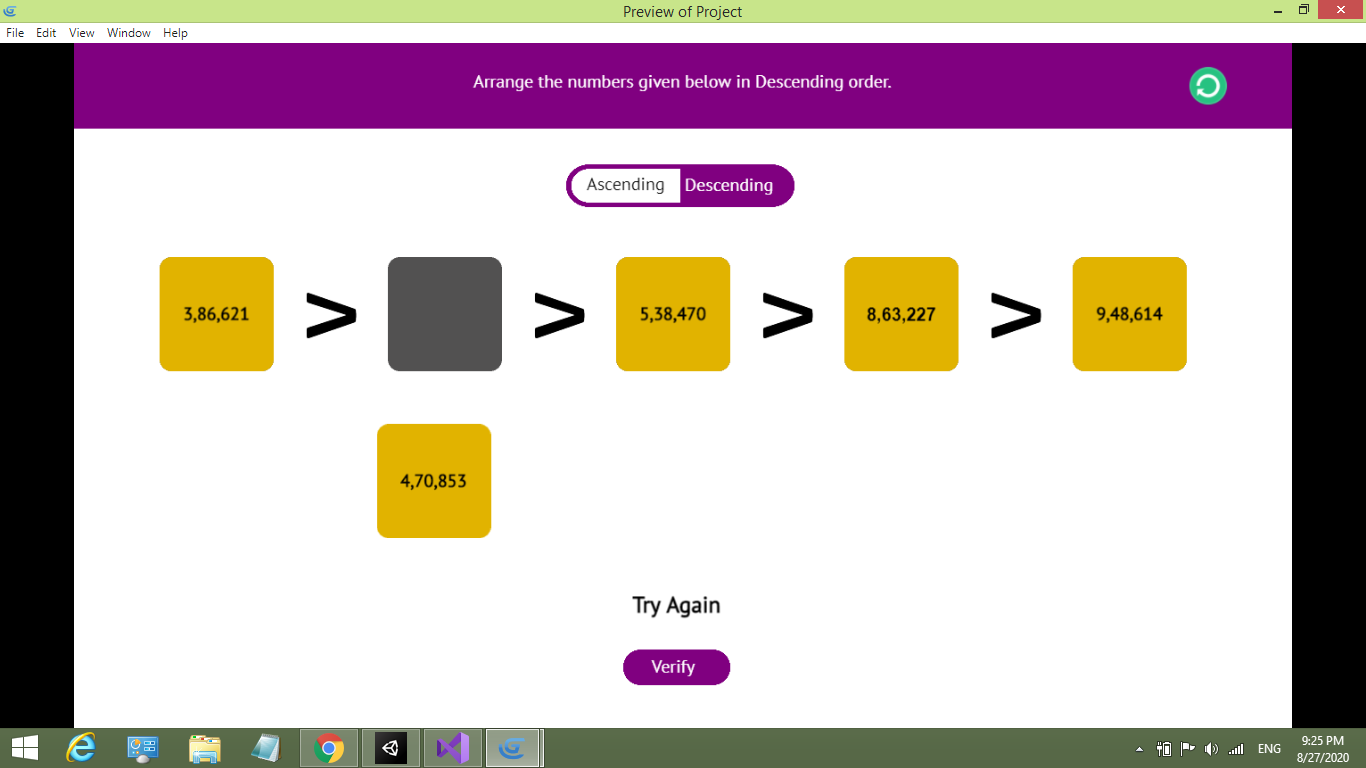 Preview of Project
File Edit View Window Help
Arrange the numbers given below in Descending order.
Ascending Descending
3,86,621 > > 5,38,470 > 8,63,227 > 9,48,614
4,70,853
Try Again
Verify
ENG
9:25 PM
8/27/2020